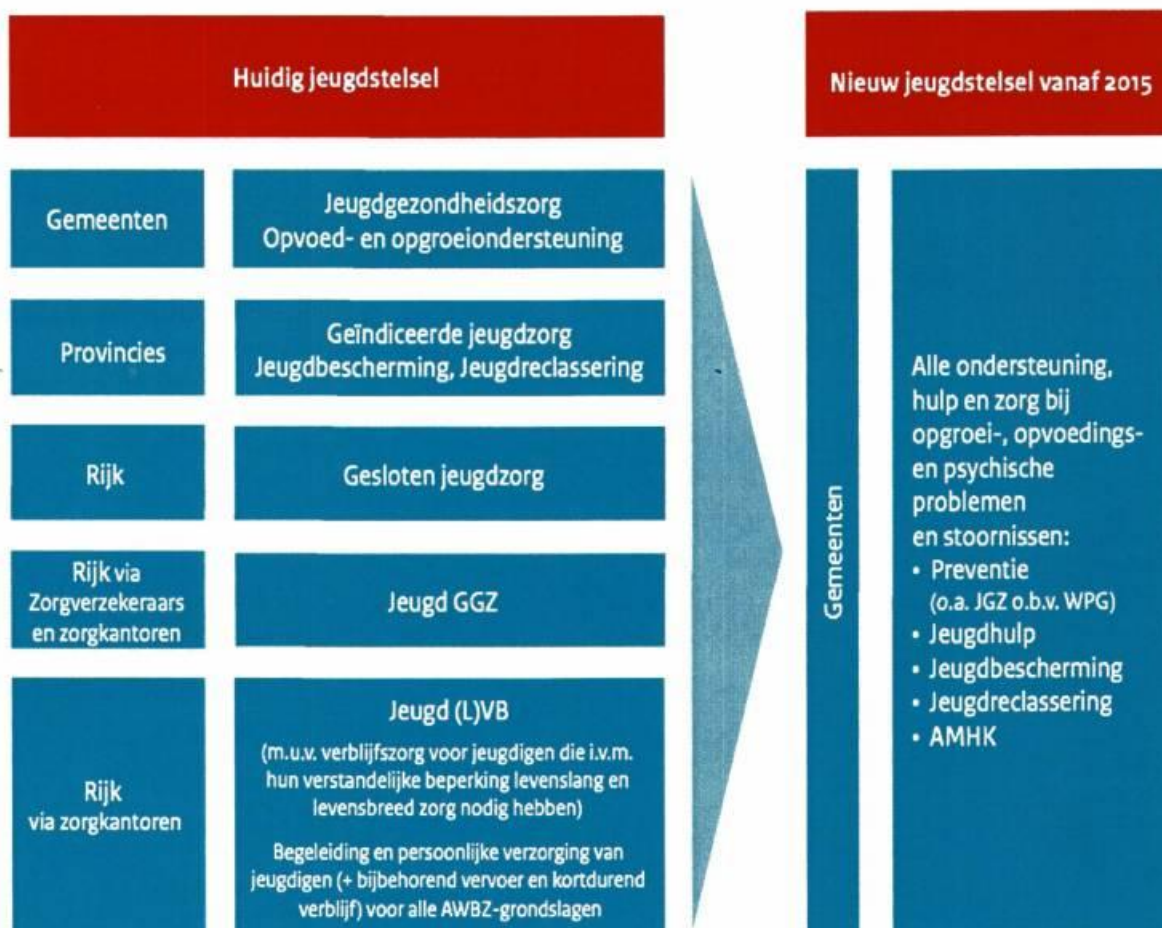 Huidig jeugdstelsel
Nieuw jeugdstelsel vanaf 2015
Gemeenten
Jeugdgezondheidszorg
Opvoed- en opgroeiondersteuning
Provincies
Geïndiceerde jeugdzorg
Jeugdbescherming, Jeugdreclassering
Rijk
Gesloten jeugdzorg
Rijk via
Zorgverzekeraars
en zorgkantoren
Jeugd GGZ
Rijk
via zorgkantoren
Jeugd (L)VB
(m.u.v. verblijfszorg voor jeugdigen die i.v.m.
hun verstandelijke beperking levenslang en
levensbreed zorg nodig hebben)
Begeleiding en persoonlijke verzorging van
jeugdigen (+ bijbehorend vervoer en kortdurend
verblijf) voor alle AWBZ-grondslagen
Gemeenten
Alle ondersteuning,
hulp en zorg bij
opgroei-, opvoedings-
en psychische
problemen
en stoornissen:
• Preventie
(o.a. JGZ o.b.v. WPG)
• Jeugdhulp
• Jeugdbescherming
• Jeugdreclassering
• AMHK